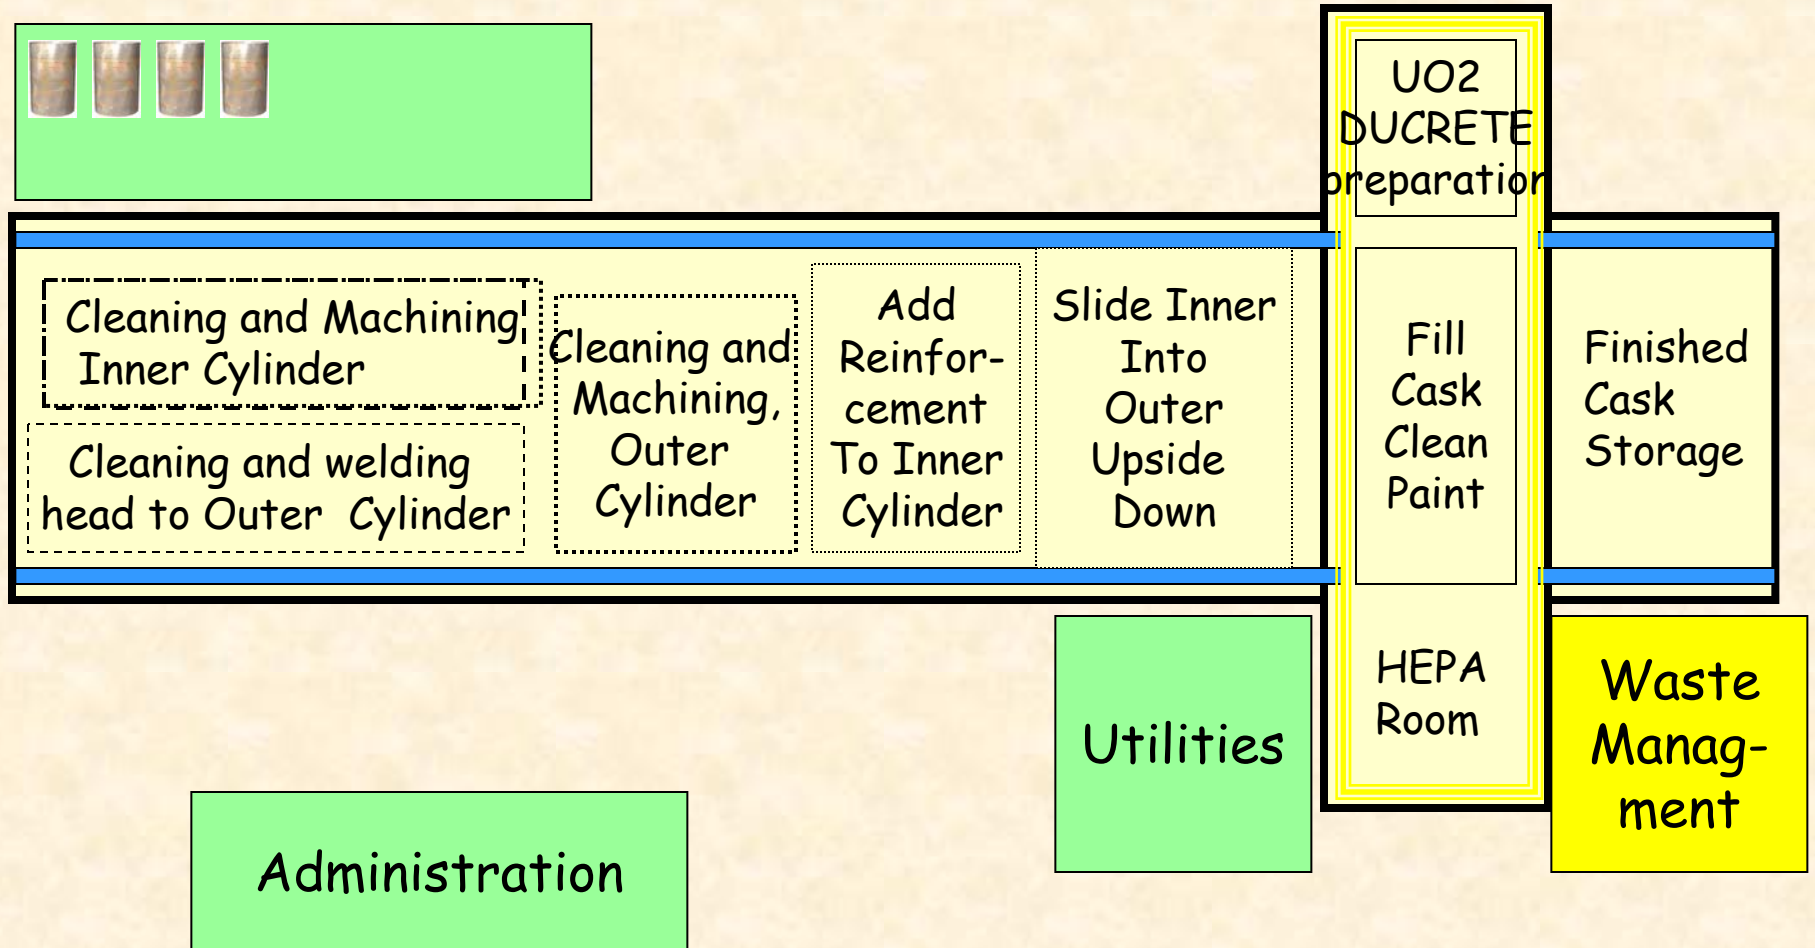 UO2
DUCRETE
preparation
Cleaning and Machining
Inner Cylinder
Cleaning and welding
head to Outer Cylinder
Cleaning and
Machining,
Outer
Cylinder
Add
Reinfor-
cement
To Inner
Cylinder
Slide Inner
Into
Outer
Upside
Down
Fill
Cask
Clean
Paint
Finished
Cask
Storage
HEPA
Room
Utilities
Waste
Manag-
ment
Administration